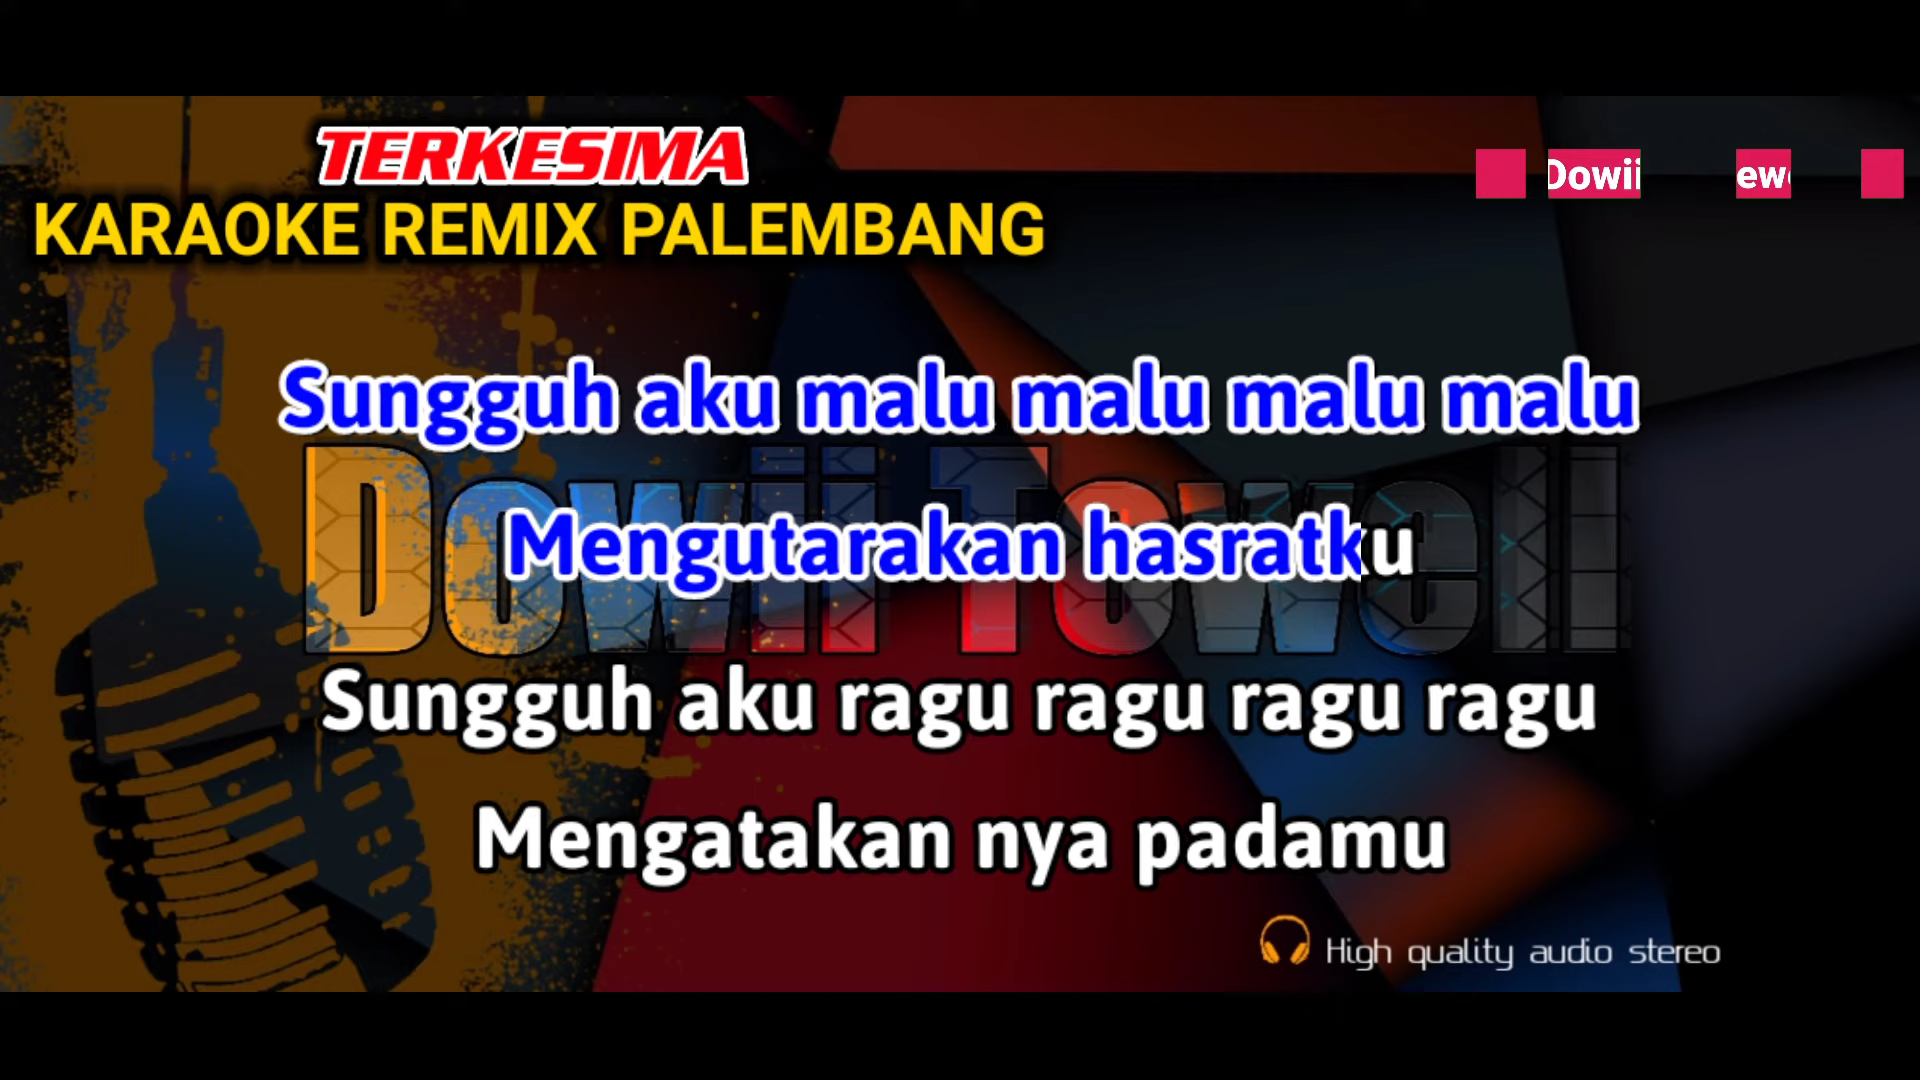 TERKESIMA
KARAOKE REMIX PALEMBANG
Dowii
Sungguh aku malu malu malu malu
Dowii Towell
Mengutarakan hasratku
Sungguh aku ragu ragu ragu ragu
Mengatakan nya padamu
High quality audio stereo